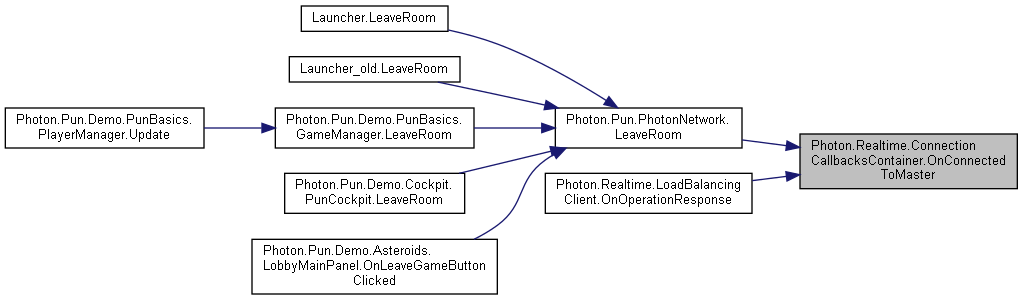 Launcher.LeaveRoom
Launcher_old.LeaveRoom
Photon.Pun.Demo.PunBasics.
PlayerManager.Update
Photon.Pun.Demo.PunBasics.
GameManager.LeaveRoom
Photon.Pun.PhotonNetwork.
LeaveRoom
Photon.Realtime.Connection
CallbacksContainer.OnConnected
ToMaster
Photon.Pun.Demo.Cockpit.
PunCockpit.LeaveRoom
Photon.Realtime.LoadBalancing
Client.OnOperationResponse
Photon.Pun.Demo.Asteroids.
LobbyMainPanel.OnLeaveGameButton
Clicked